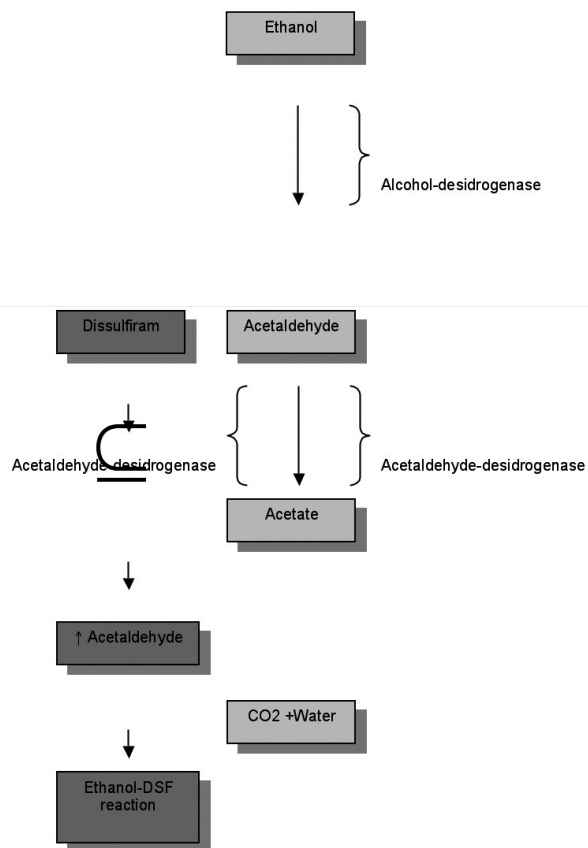 Ethanol
Alcohol-desidrogenase
Dissulfiram
Acetaldehyde
Acetaldehyde-desidrogenase
Acetaldehyde-desidrogenase
Acetate
↑ Acetaldehyde
CO2 +Water
Ethanol-DSF
reaction